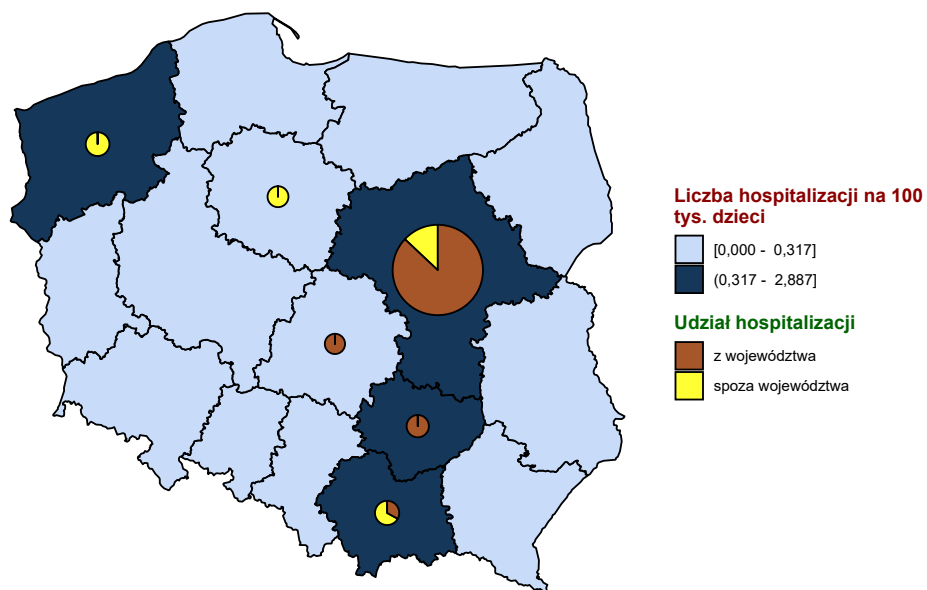 Liczba hospitalizacji na 100
tys. dzieci
[0,000 - 0,317]
(0,317 - 2,887]
Udział hospitalizacji
z województwa
spoza województwa